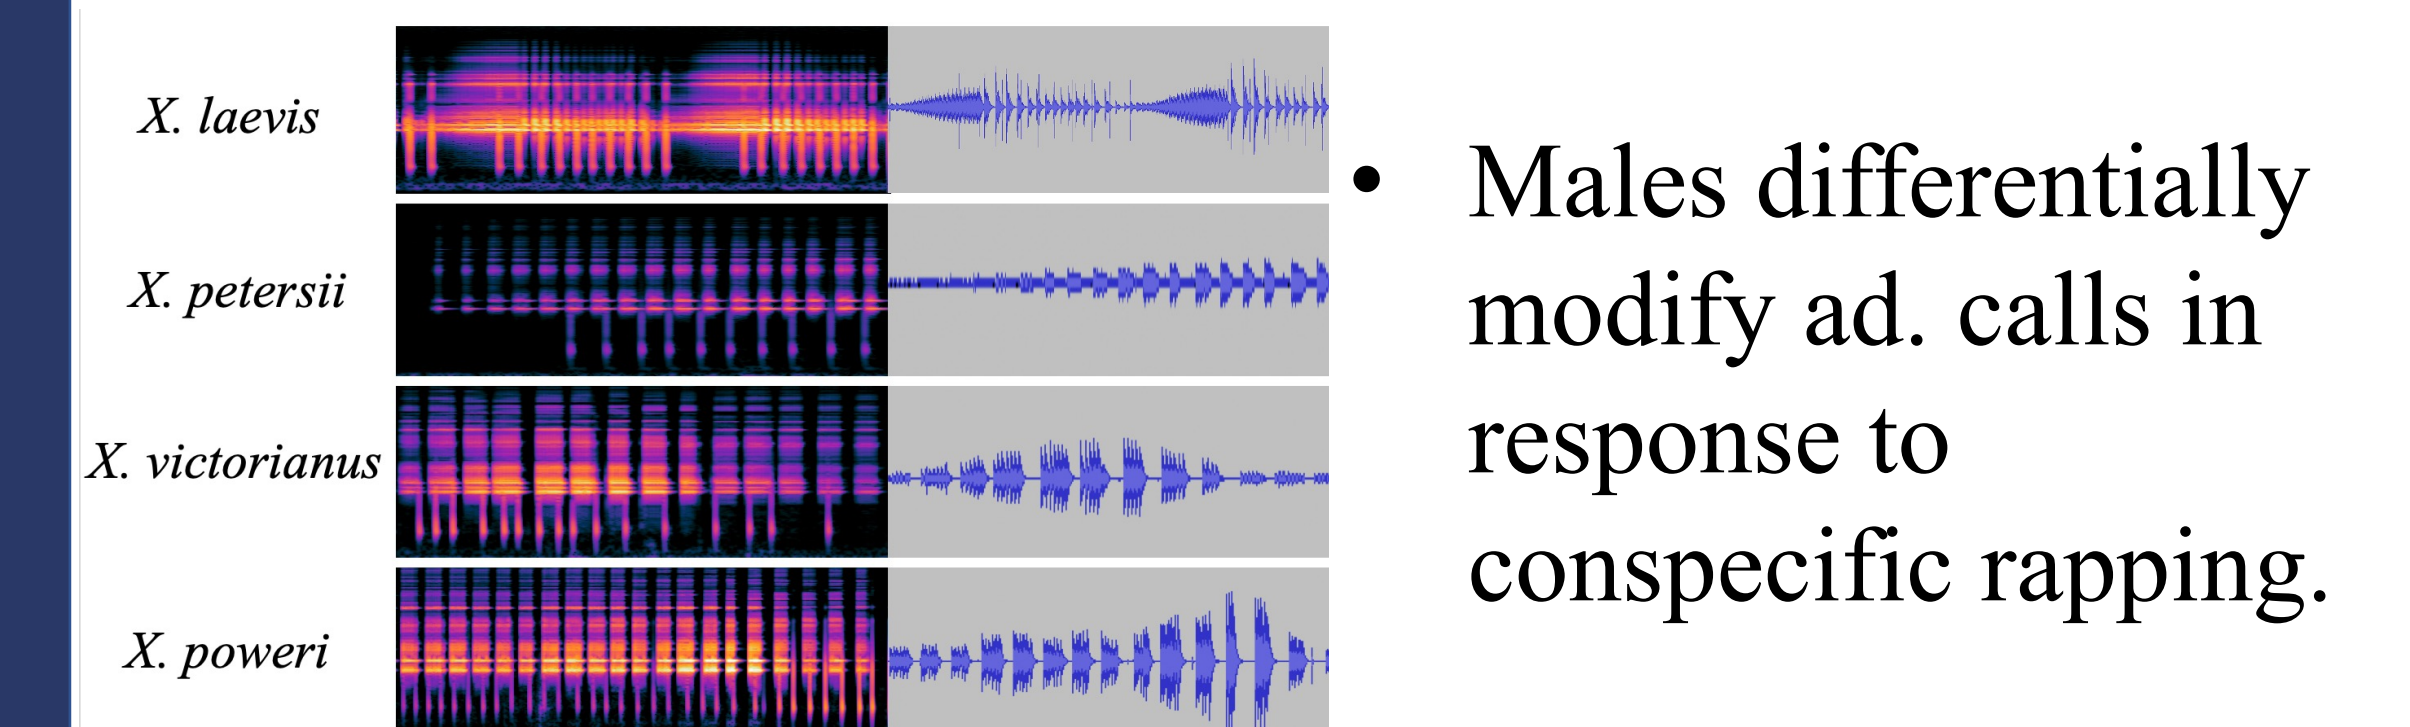 X. laevis
X. petersii
X. victorianus
X. poweri
• Males differentially
modify ad. calls in
response to
conspecific rapping.